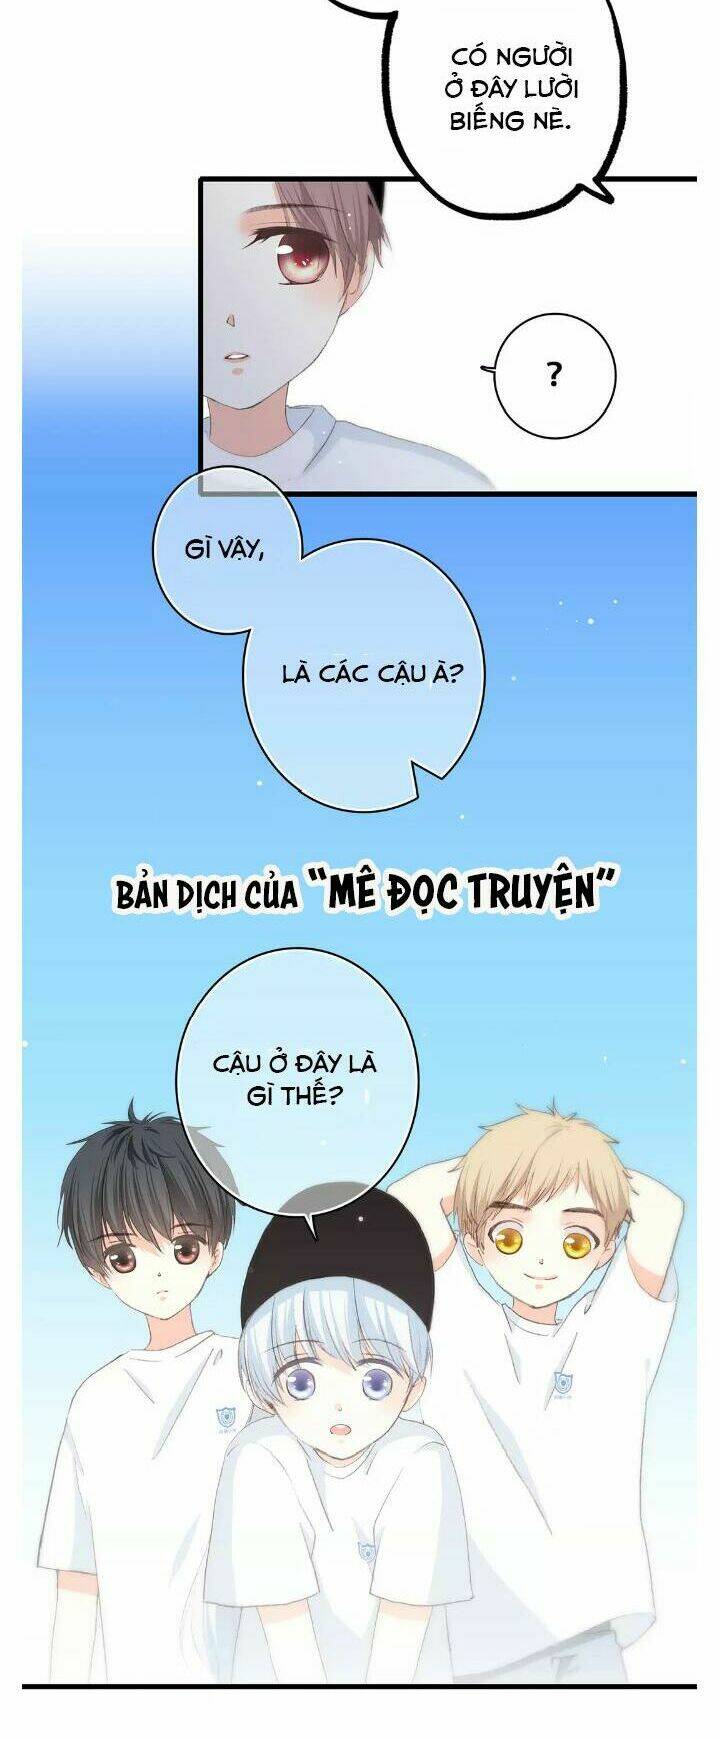 CÓ NGƯỜI
Ở ĐÂY LƯỜI
BIẾNG NÈ.
?
GÌ VẬY,
LÀ CÁC CẬU À?
BẢN DỊCH CỦA "MÊ ĐỌC TRUYỆN"
CẬU Ở ĐÂY LÀ
GÌ THẾ?